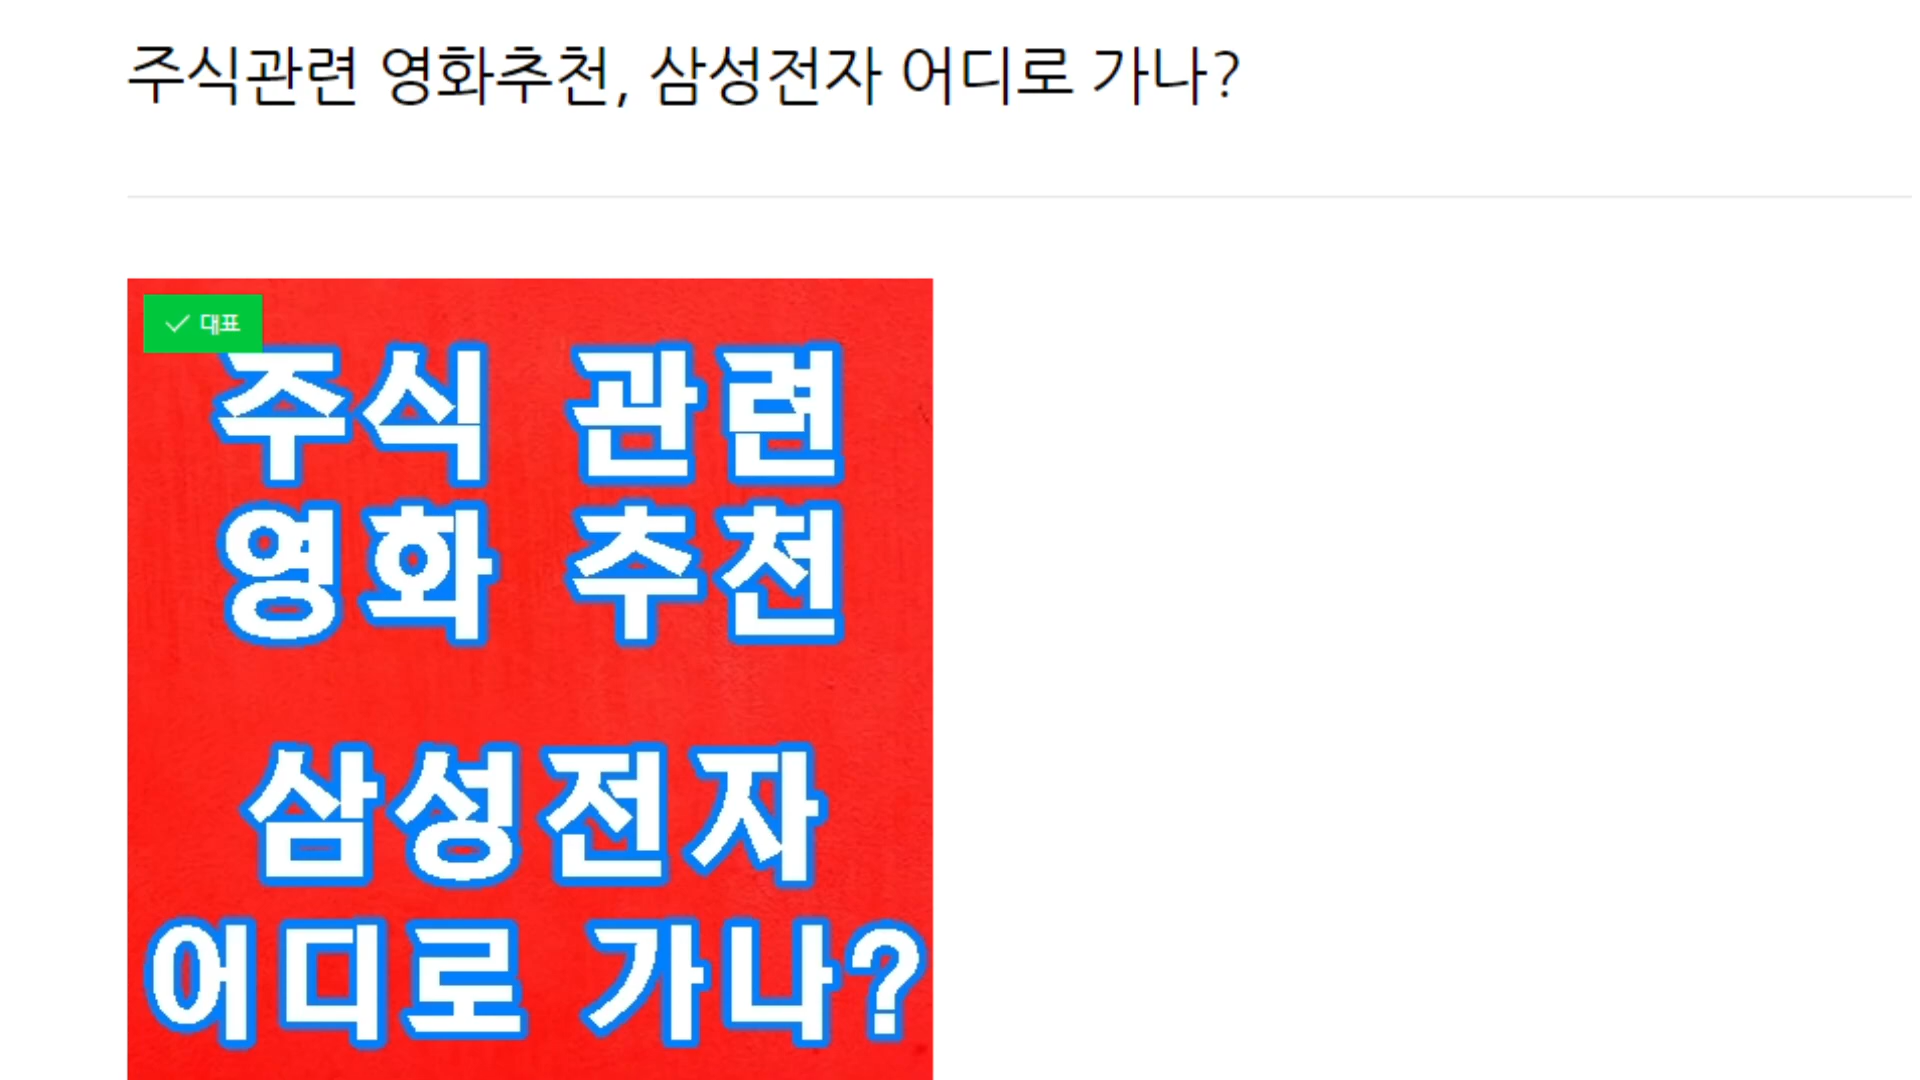 주식관련 영화추천, 삼성전자 어디로 가나?
대표
주식 관련
영화 추천
삼성전자
어디로 가나?